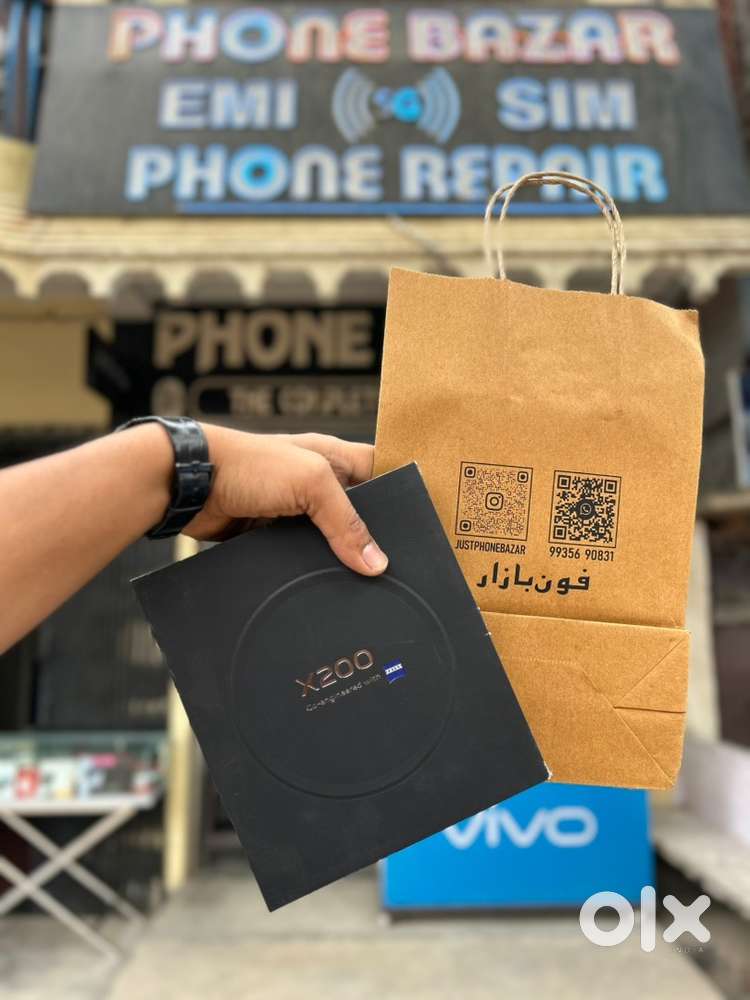 PHONE BAZAR
EMI 5G SIM
PHONE REPAIR
PHONE
JUSTPHONEBAZAR
99356 90831
فون بازار
X200
Co-engineered with ZEISS
vivo
olx
INDIA